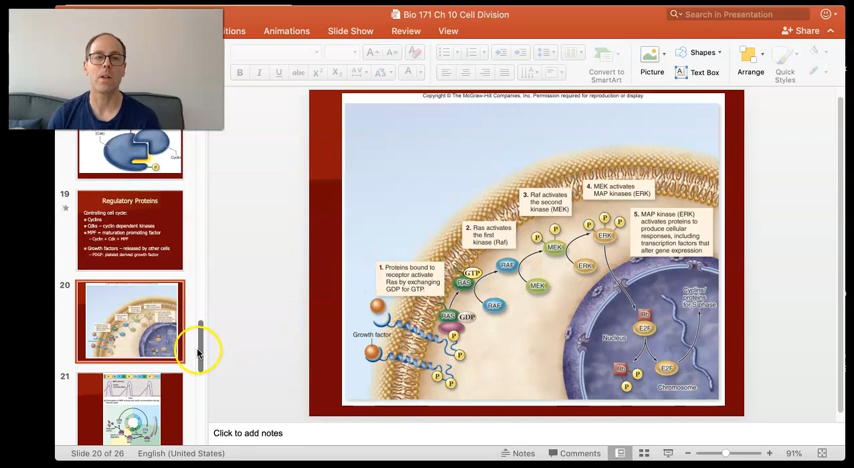 Bio 171 Ch 10 Cell Division
Search in Presentation
itions
Animations
Slide Show
Review
View
Share
B I U abc X² X₂ AV Aa A
Convert to
SmartArt
Picture
Shapes
Text Box
Arrange
Quick
Styles
Cyclin
P
19
Regulatory Proteins
Controlling cell cycle:
Cyclins
Cdks – cyclin dependent kinases
MPF = maturation promoting factor
– Cyclin + Cdk = MPF
Growth factors – released by other cells
– PDGF: platelet derived growth factor
20
21
Copyright © The McGraw-Hill Companies, Inc. Permission required for reproduction or display.
1. Proteins bound to
receptor activate
Ras by exchanging
GDP for GTP.
2. Ras activates
the first
kinase (Raf)
3. Raf activates
the second
kinase (MEK)
4. MEK activates
MAP kinases (ERK)
5. MAP kinase (ERK)
activates proteins to
produce cellular
responses, including
transcription factors that
alter gene expression
GTP
RAS
RAS
GDP
RAF
RAF
P
P
MEK
MEK
P
P
P
ERK
ERK
Growth factor
P
P
P
P
Nucleus
Rb
E2F
Rb
P
P
E2F
Cyclins/
proteins
for S phase
Chromosome
Click to add notes
Slide 20 of 26
English (United States)
Notes
Comments
91%